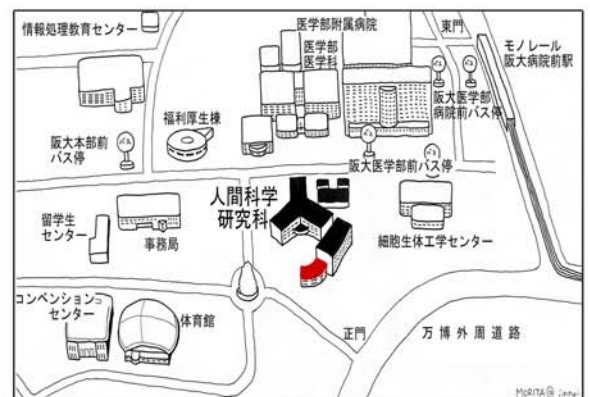 医学部附属病院
東門
情報処理教育センター
モノレール
阪大病院前駅
医学部
医学科
阪大医学部
病院前バス停
福利厚生棟
阪大本部前
バス停
阪大医学部前バス停
人間科学
研究科
留学生
センター
事務局
細胞生体工学センター
コンベンション
センター
体育館
正門
万博外周道路
MORITA@